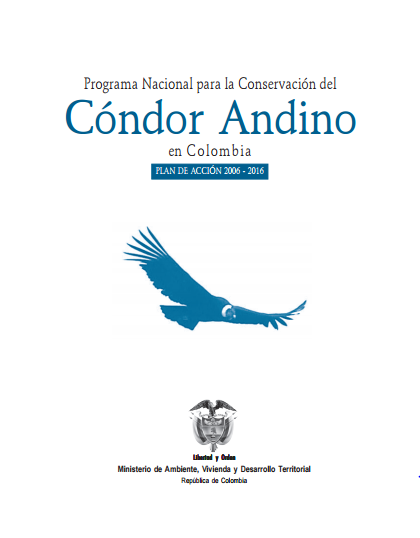 Programa Nacional para la Conservación del
Cóndor Andino
en Colombia
PLAN DE ACCIÓN 2006 - 2016
Libertad y Orden
Ministerio de Ambiente, Vivienda y Desarrollo Territorial
República de Colombia